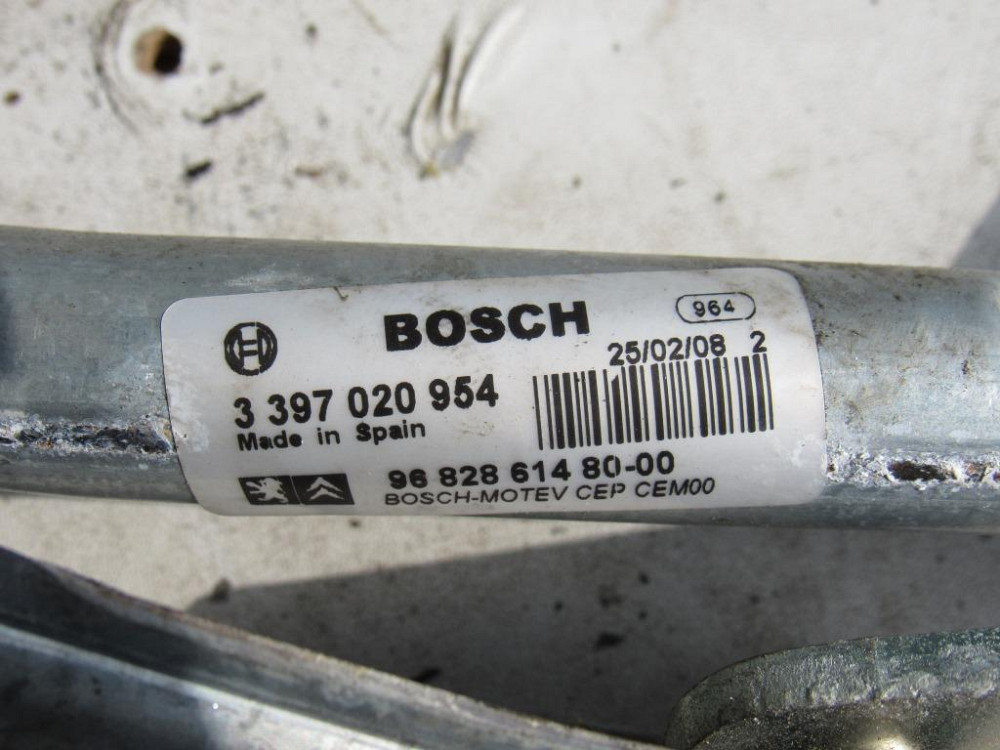 BOSCH
964
25/02/08 2
3 397 020 954
Made in Spain
96 828 614 80-00
BOSCH-MOTEV CEP CEM00